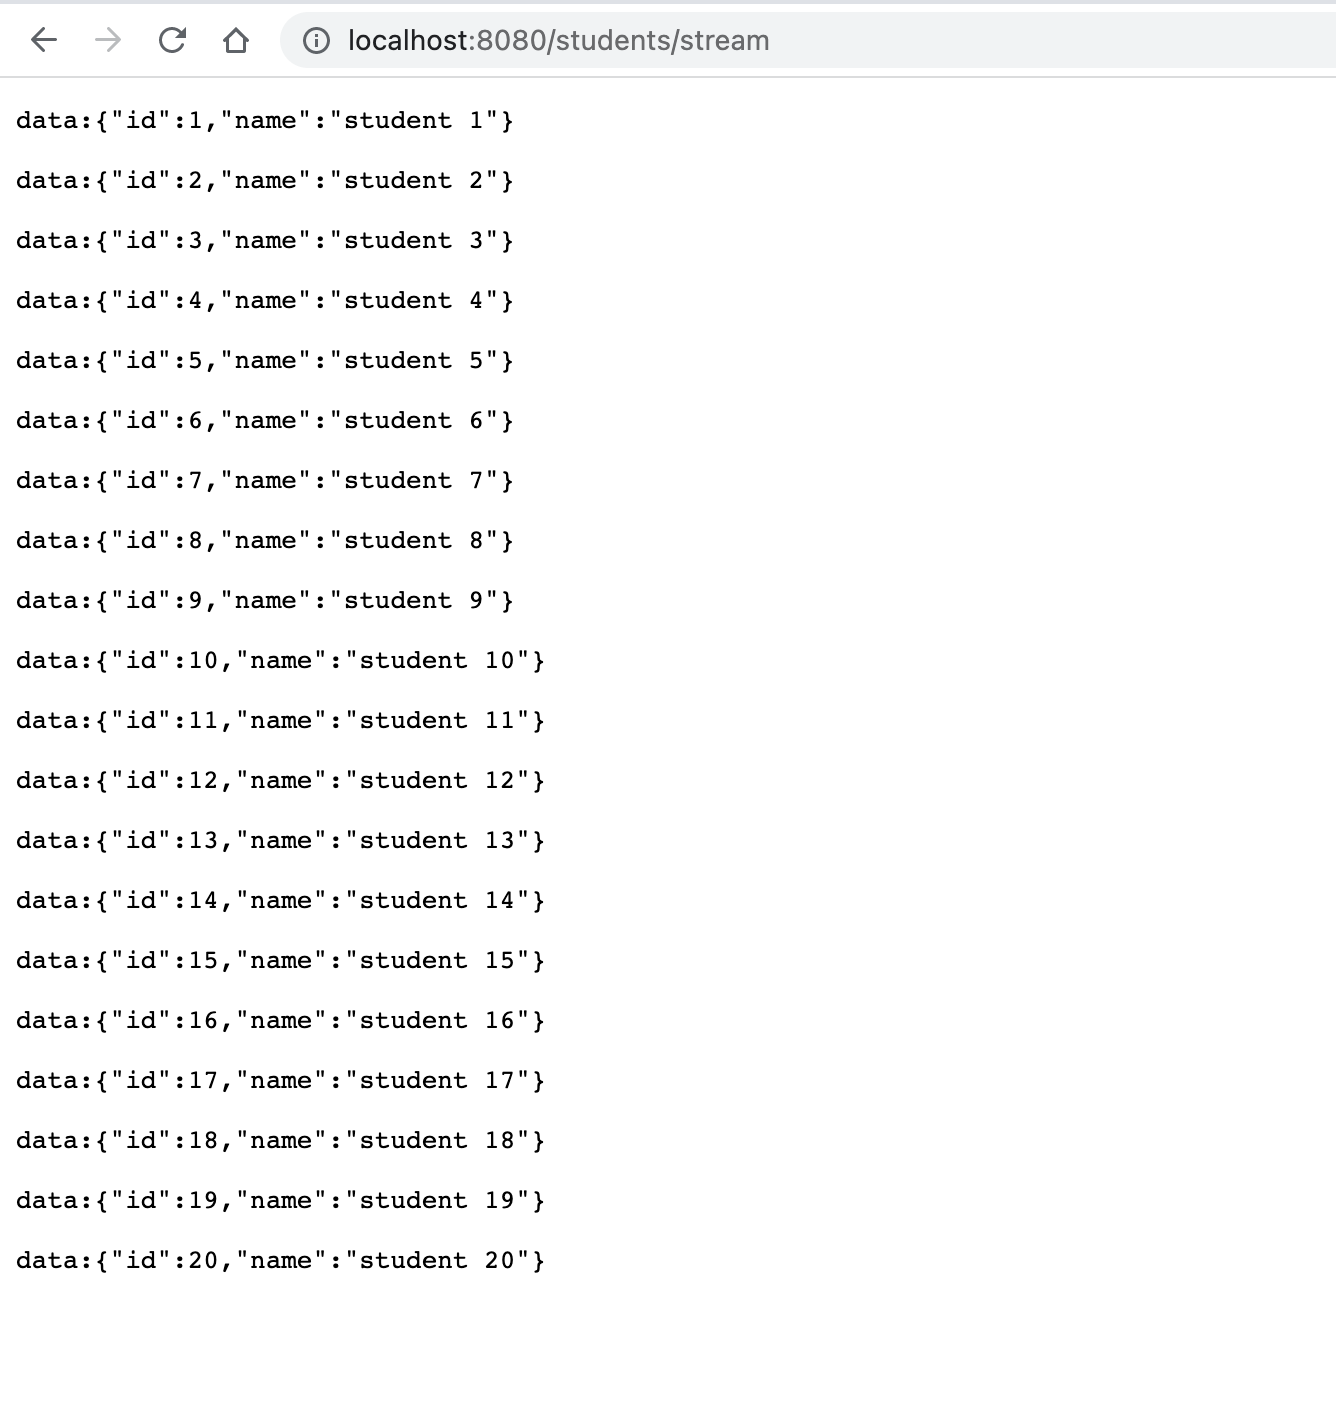 localhost:8080/students/stream
data:{"id":1,"name":"student 1"}
data:{"id":2,"name":"student 2"}
data:{"id":3,"name":"student 3"}
data:{"id":4,"name":"student 4"}
data:{"id":5,"name":"student 5"}
data:{"id":6,"name":"student 6"}
data:{"id":7,"name":"student 7"}
data:{"id":8,"name":"student 8"}
data:{"id":9,"name":"student 9"}
data:{"id":10,"name":"student 10"}
data:{"id":11,"name":"student 11"}
data:{"id":12,"name":"student 12"}
data:{"id":13,"name":"student 13"}
data:{"id":14,"name":"student 14"}
data:{"id":15,"name":"student 15"}
data:{"id":16,"name":"student 16"}
data:{"id":17,"name":"student 17"}
data:{"id":18,"name":"student 18"}
data:{"id":19,"name":"student 19"}
data:{"id":20,"name":"student 20"}